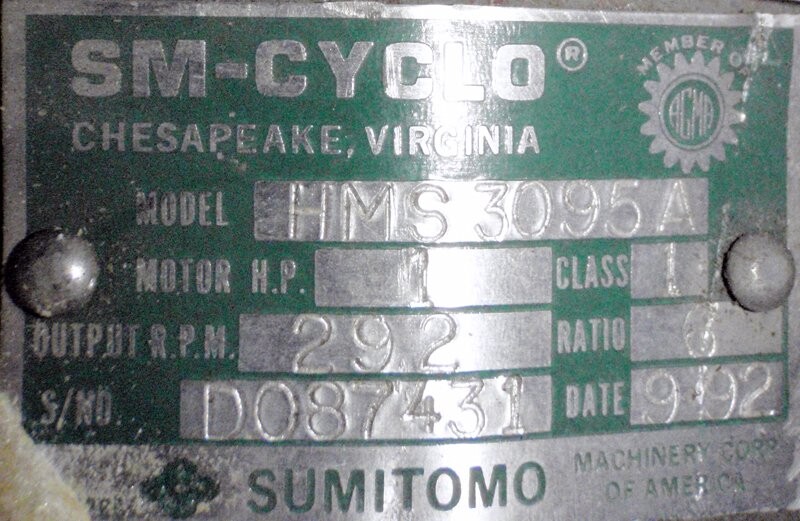 SM-CYCLO®
MEMBER OF
AGMA
CHESAPEAKE, VIRGINIA
MODEL HMS 3095 A
MOTOR H.P. 1 CLASS 1
OUTPUT R.P.M. 292 RATIO 6
S/NO. D087431 DATE 9-92
SUMITOMO MACHINERY CORP
OF AMERICA